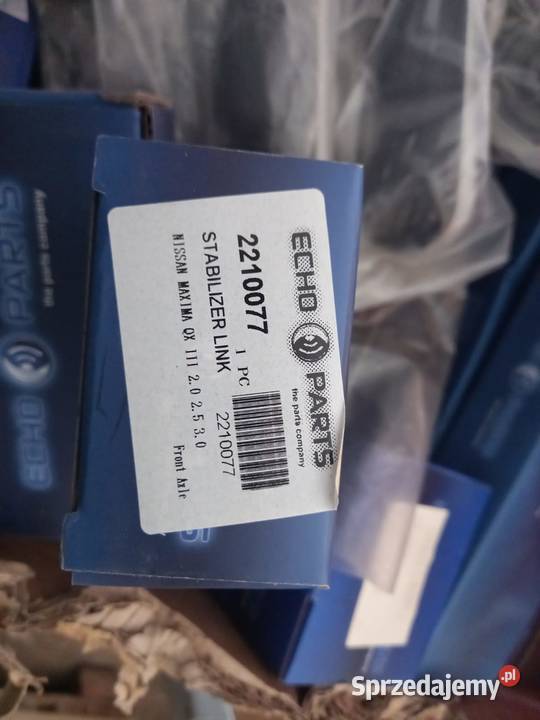 ECHO PARTS
the parts company
2210077 1 PC
2210077
STABILIZER LINK
NISSAN MAXIMA QX III 2.0 2.5 3.0 Front Axle
ECHO PARTS
Sprzedajemy.pl